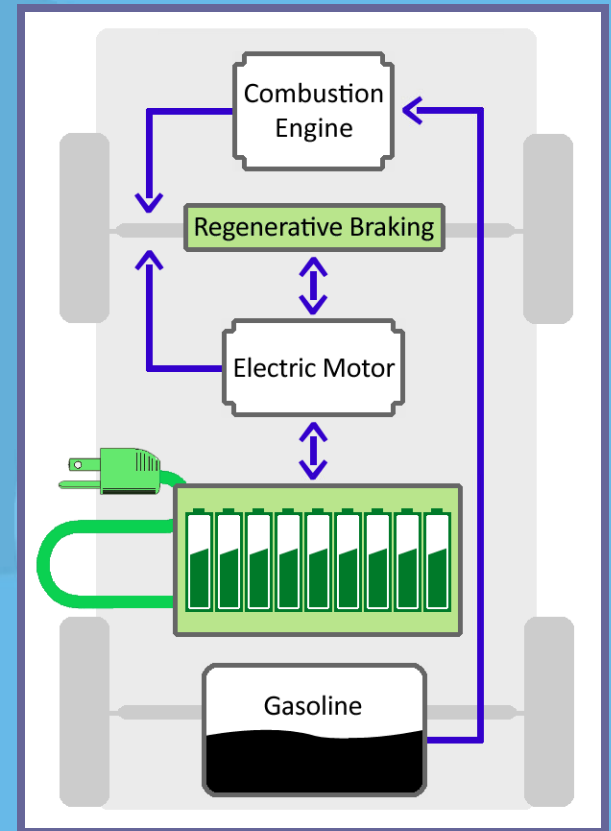 Combustion
Engine
Regenerative Braking
Electric Motor
Gasoline